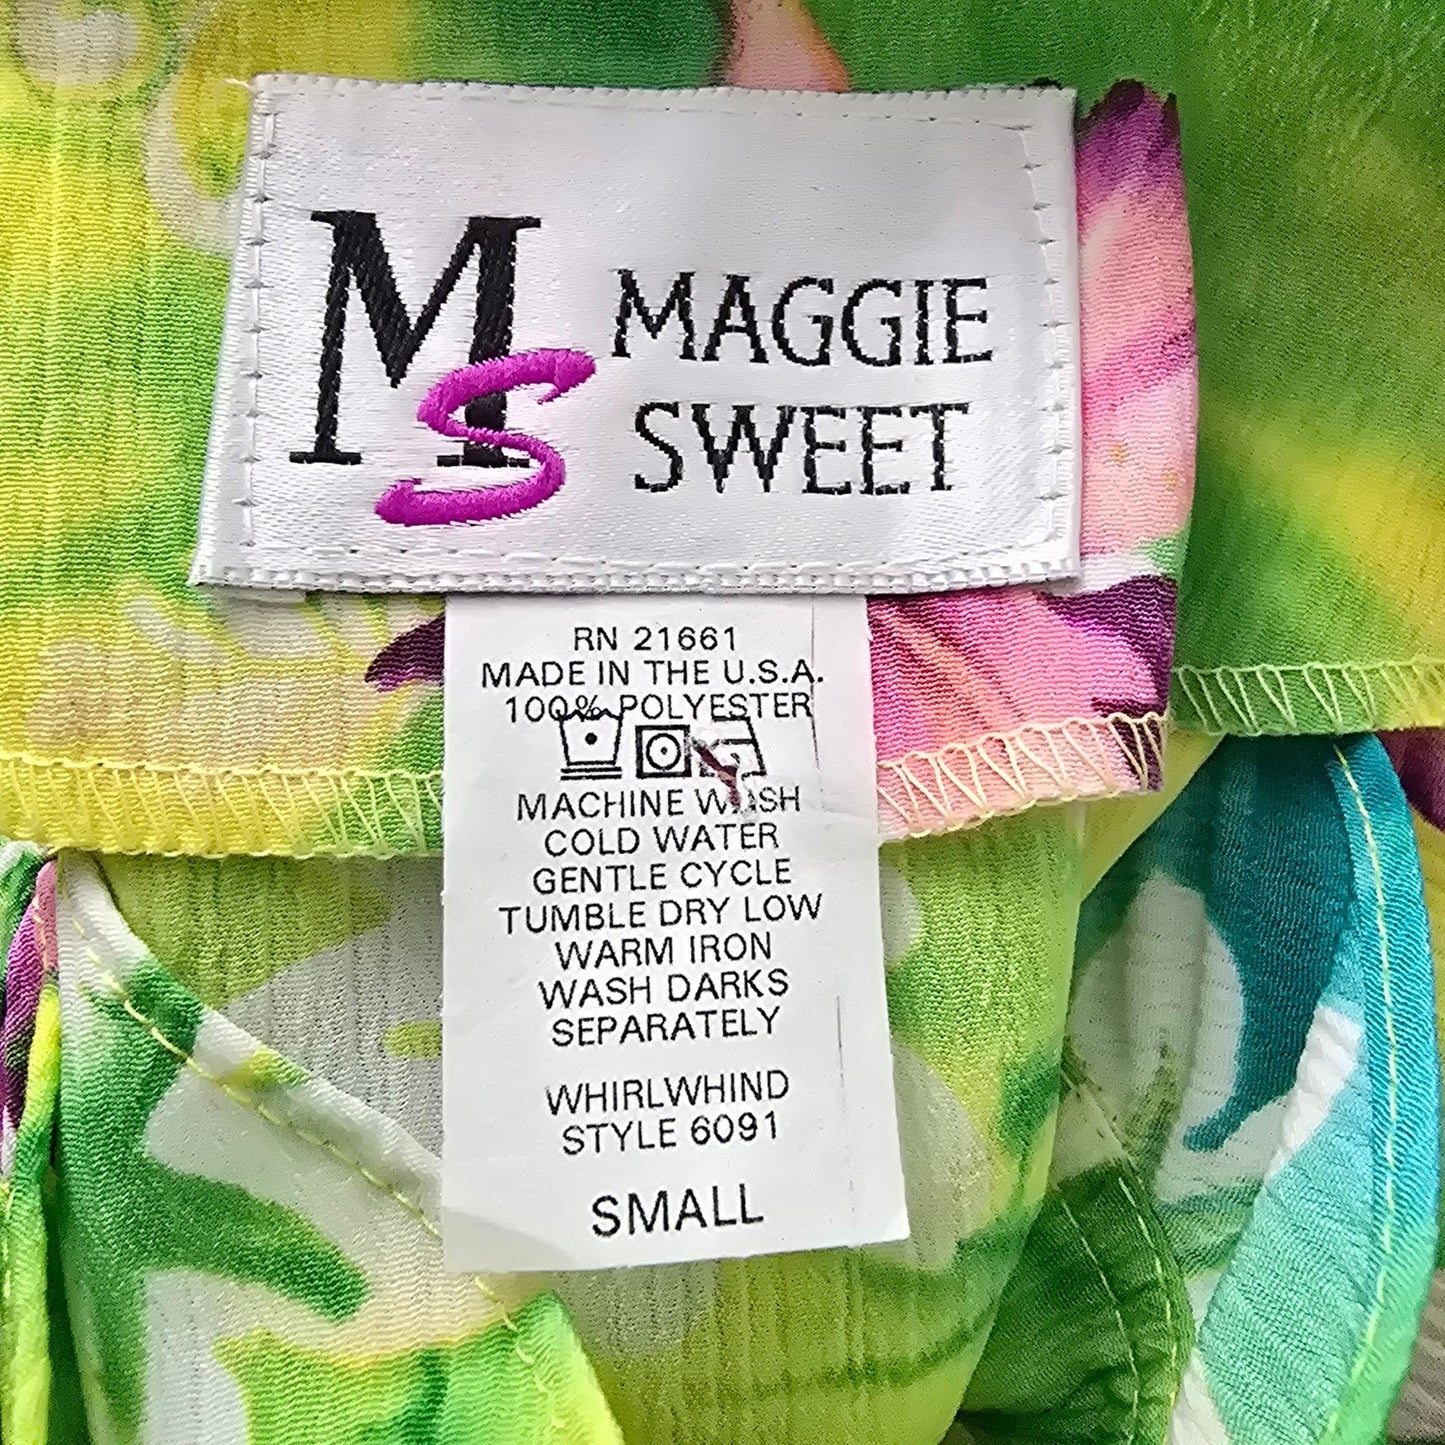 MS
MAGGIE
SWEET
RN 21661
MADE IN THE U.S.A.
100% POLYESTER
MACHINE WASH
COLD WATER
GENTLE CYCLE
TUMBLE DRY LOW
WARM IRON
WASH DARKS
SEPARATELY
WHIRLWHIND
STYLE 6091
SMALL